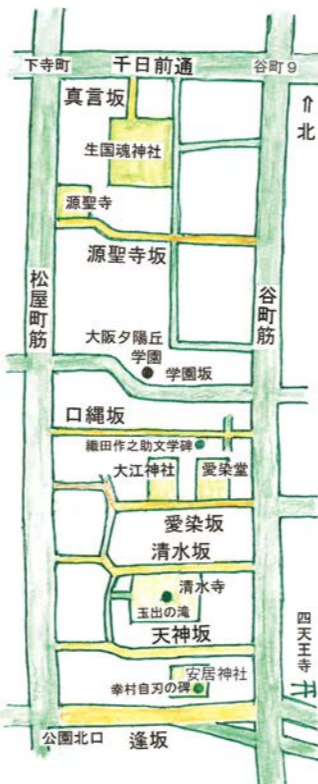 下寺町
千日前通
谷町9
真言坂
⇑北
生国魂神社
源聖寺
源聖寺坂
松屋町筋
谷町筋
大阪夕陽丘
学園
学園坂
口縄坂
織田作之助文学碑
大江神社
愛染堂
愛染坂
清水坂
清水寺
玉出の滝
天神坂
四天王寺
安居神社
幸村自刃の碑
公園北口
逢坂